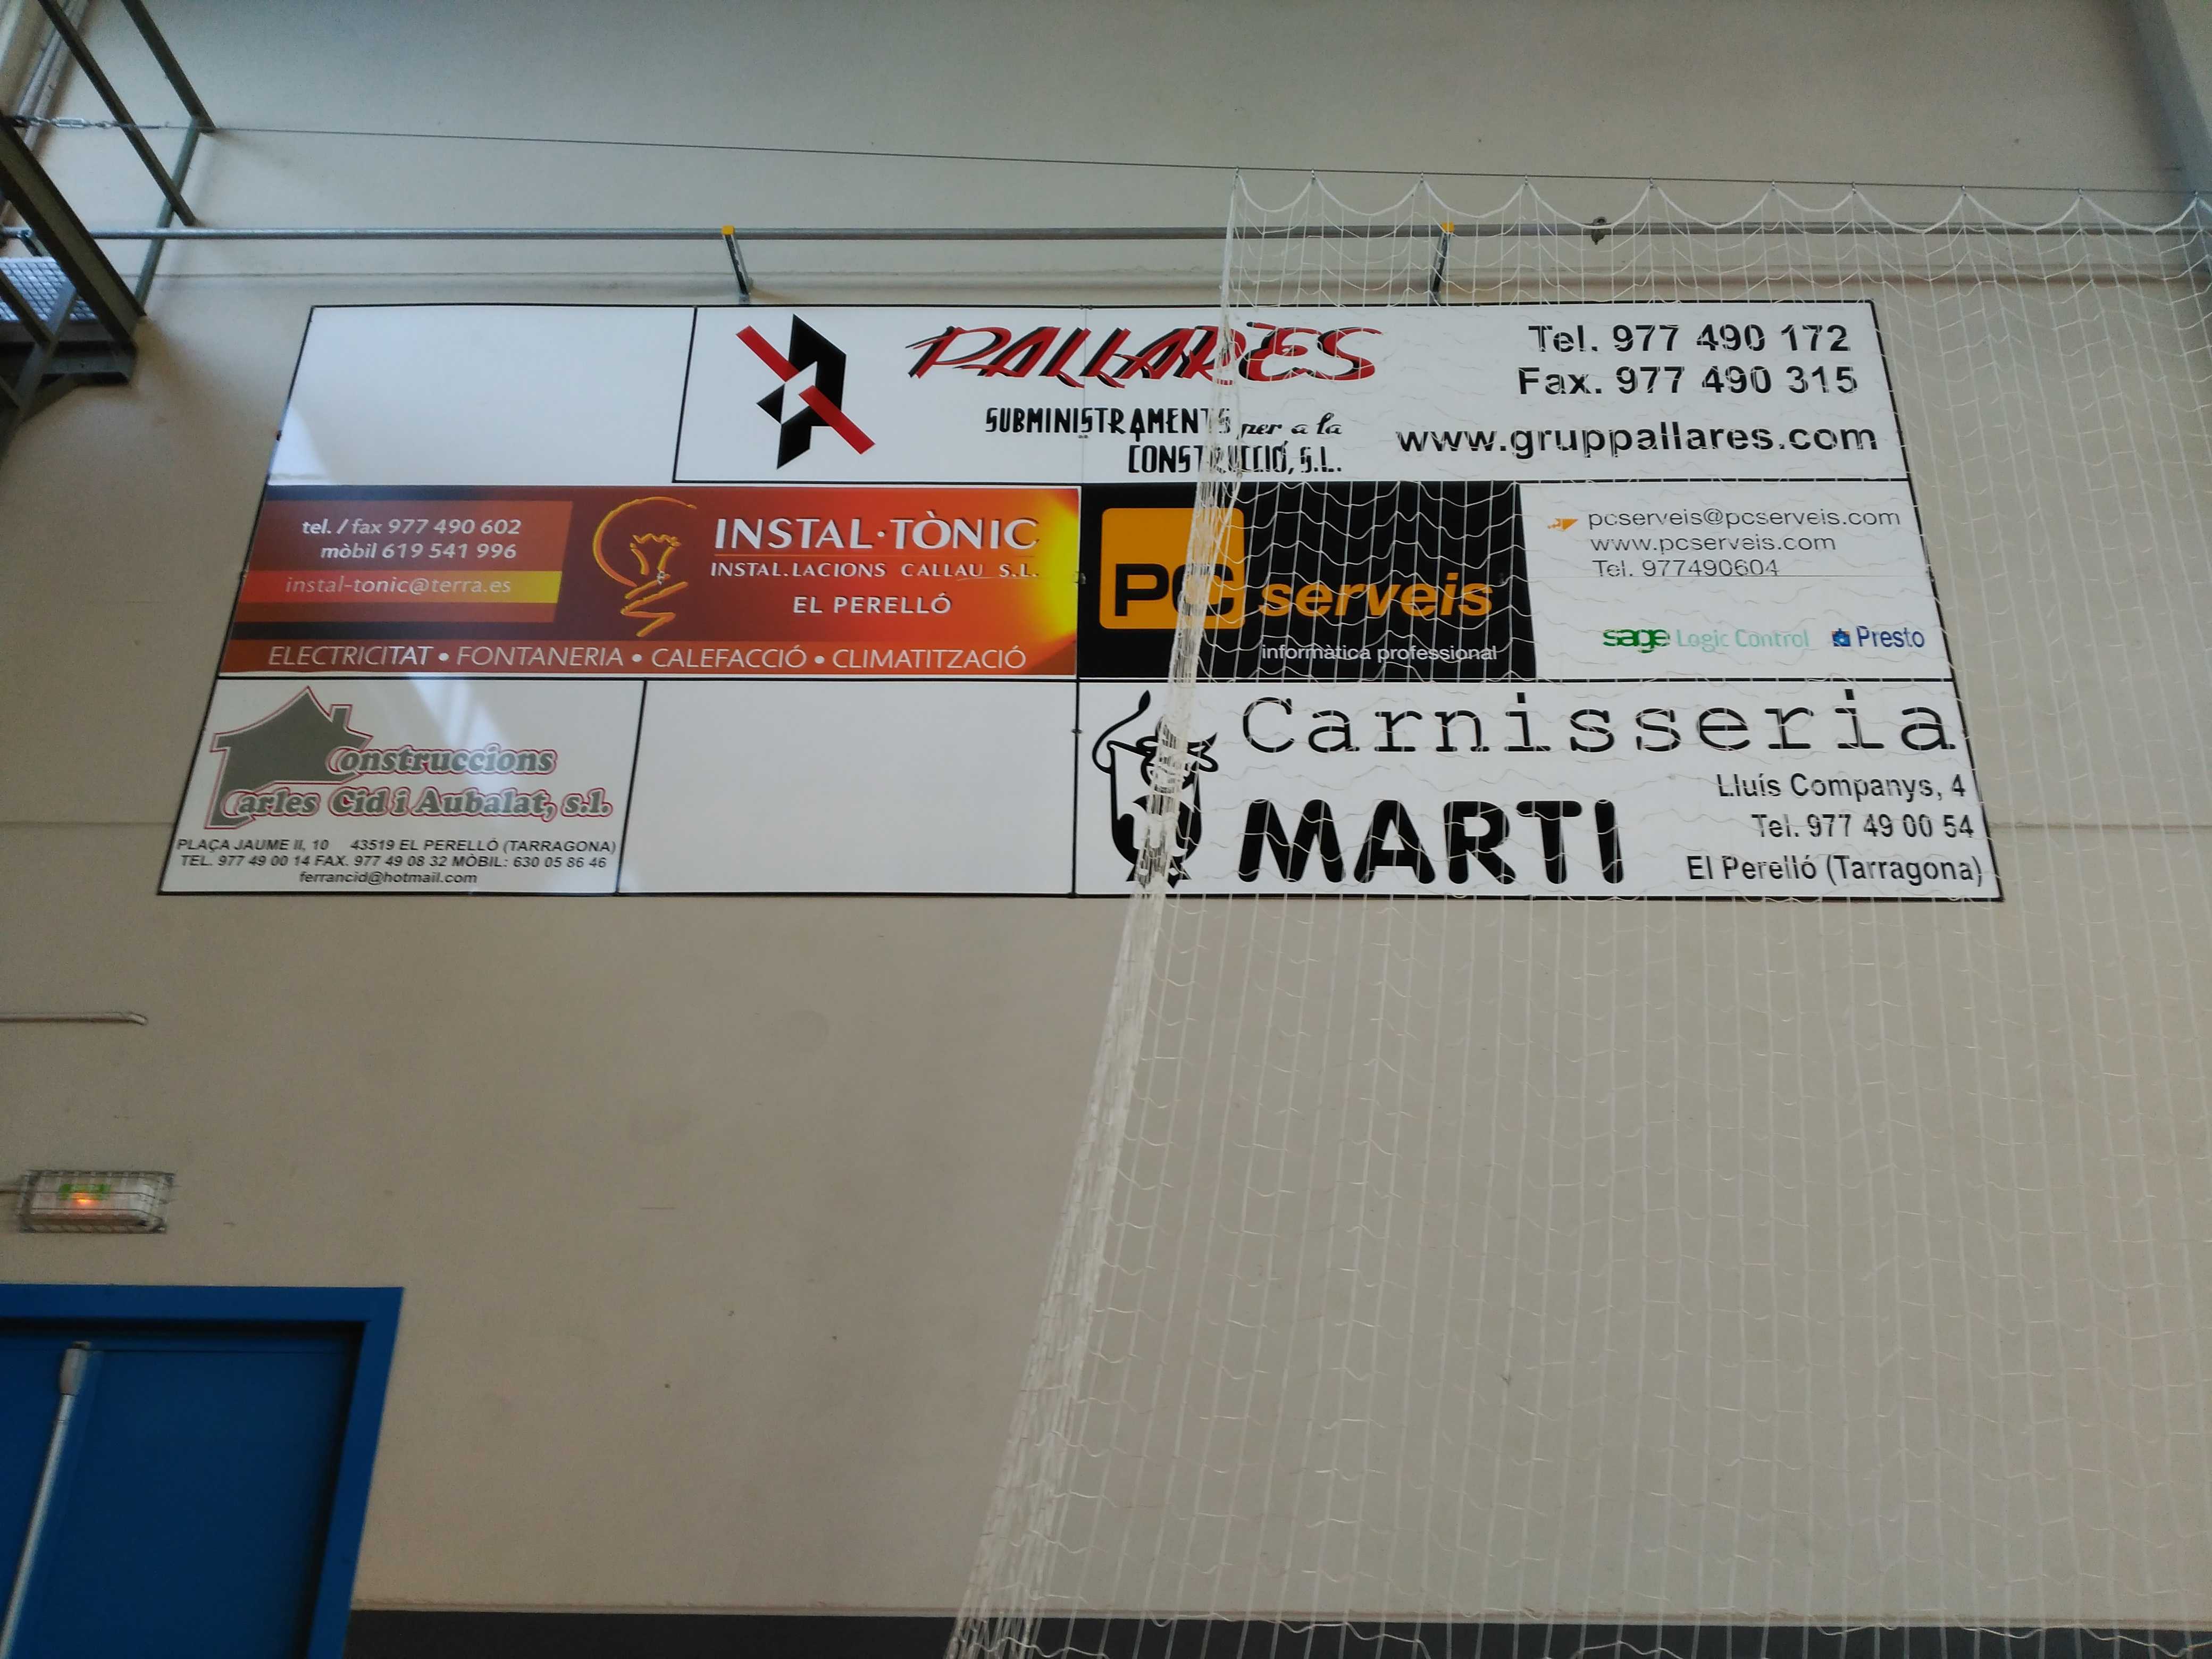 PALLARÈS
SUBMINISTRAMENTS per a la
CONSTRUCCIÓ, S.L.
Tel. 977 490 172
Fax. 977 490 315
www.gruppallares.com
tel. / fax 977 490 602
mòbil 619 541 996
instal-tonic@terra.es
INSTAL·TÒNIC
INSTAL.LACIONS CALLAU S.L.
EL PERELLÓ
ELECTRICITAT • FONTANERIA • CALEFACCIÓ • CLIMATITZACIÓ
PC serveis
informàtica professional
pcserveis@pcserveis.com
www.pcserveis.com
Tel. 977490604
sage Logic Control Presto
Construccions
Carles Cid i Aubalat, s.l.
PLAÇA JAUME II, 10 43519 EL PERELLÓ (TARRAGONA)
TEL. 977 49 00 14 FAX. 977 49 08 32 MÒBIL: 630 05 86 46
ferrancid@hotmail.com
Carnisseria
MARTI
Lluís Companys, 4
Tel. 977 49 00 54
El Perelló (Tarragona)